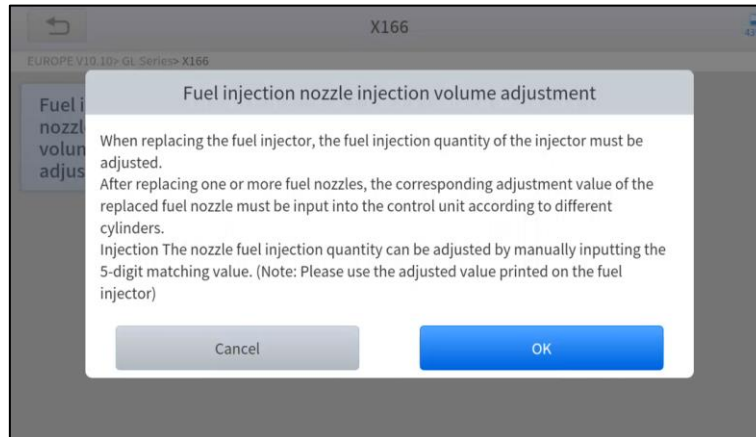 X166
EUROPE V10.10> GL Series> X166
Fuel i
nozzl
volun
adjus
Fuel injection nozzle injection volume adjustment
When replacing the fuel injector, the fuel injection quantity of the injector must be
adjusted.
After replacing one or more fuel nozzles, the corresponding adjustment value of the
replaced fuel nozzle must be input into the control unit according to different
cylinders.
Injection The nozzle fuel injection quantity can be adjusted by manually inputting the
5-digit matching value. (Note: Please use the adjusted value printed on the fuel
injector)
Cancel
OK